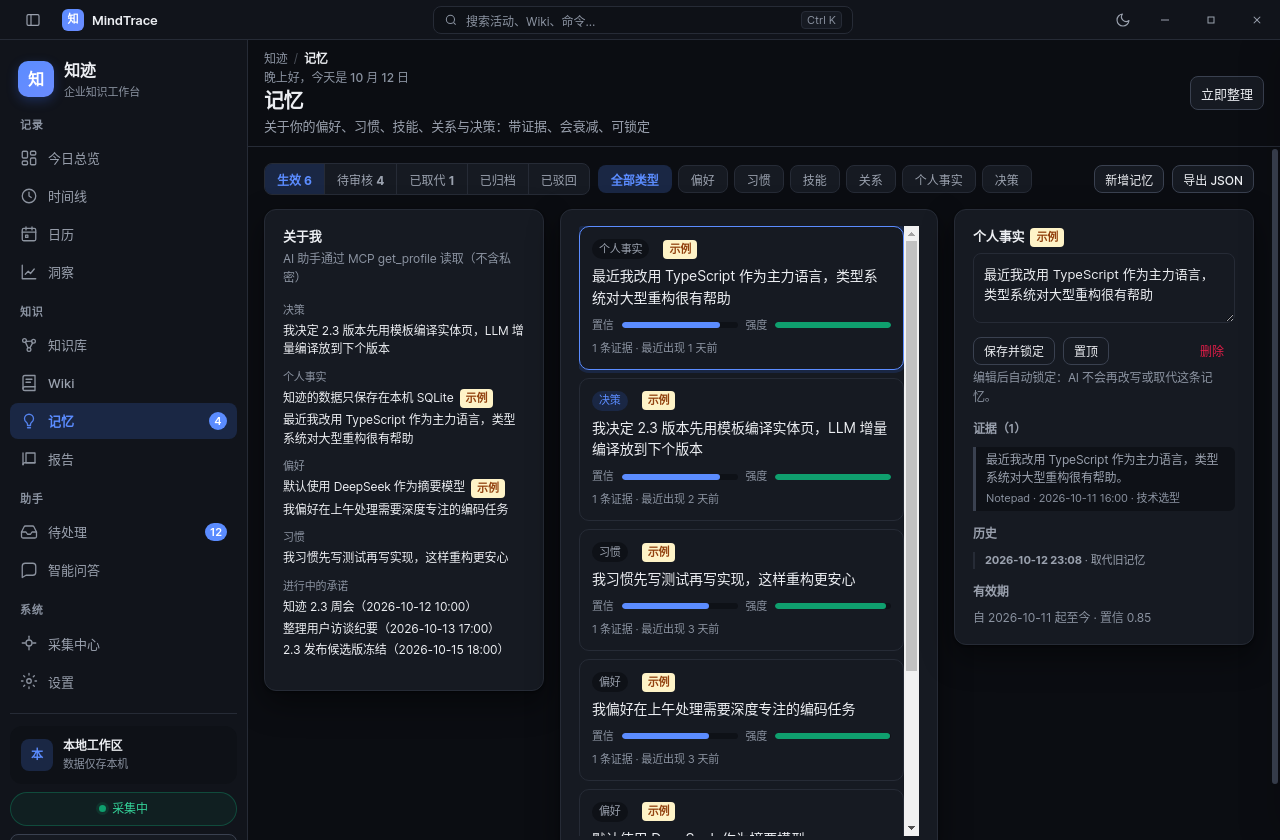 知 MindTrace
搜索活动、Wiki、命令... Ctrl K
知 知迹
企业知识工作台
记录
今日总览
时间线
日历
洞察
知识
知识库
Wiki
记忆 4
报告
助手
待处理 12
智能问答
系统
采集中心
设置
本 本地工作区
数据仅存本机
采集中
知迹 / 记忆
晚上好，今天是 10 月 12 日
记忆
关于你的偏好、习惯、技能、关系与决策：带证据、会衰减、可锁定
立即整理
生效 6 待审核 4 已取代 1 已归档 已驳回 全部类型 偏好 习惯 技能 关系 个人事实 决策 新增记忆 导出 JSON
关于我
AI 助手通过 MCP get_profile 读取（不含私
密）
决策
我决定 2.3 版本先用模板编译实体页，LLM 增
量编译放到下个版本
个人事实
知迹的数据只保存在本机 SQLite 示例
最近我改用 TypeScript 作为主力语言，类型
系统对大型重构很有帮助
偏好
默认使用 DeepSeek 作为摘要模型 示例
我偏好在上午处理需要深度专注的编码任务
习惯
我习惯先写测试再写实现，这样重构更安心
进行中的承诺
知迹 2.3 周会（2026-10-12 10:00）
整理用户访谈纪要（2026-10-13 17:00）
2.3 发布候选版冻结（2026-10-15 18:00）
个人事实 示例
最近我改用 TypeScript 作为主力语言，类型系
统对大型重构很有帮助
置信 强度
1 条证据 · 最近出现 1 天前
决策 示例
我决定 2.3 版本先用模板编译实体页，LLM 增量
编译放到下个版本
置信 强度
1 条证据 · 最近出现 2 天前
习惯 示例
我习惯先写测试再写实现，这样重构更安心
置信 强度
1 条证据 · 最近出现 3 天前
偏好 示例
我偏好在上午处理需要深度专注的编码任务
置信 强度
1 条证据 · 最近出现 3 天前
偏好 示例
默认使用 DeepSeek 作为摘要模型
个人事实 示例
最近我改用 TypeScript 作为主力语言，
类型系统对大型重构很有帮助
保存并锁定 置顶 删除
编辑后自动锁定：AI 不会再改写或取代这条记
忆。
证据（1）
最近我改用 TypeScript 作为主力语言，类型
系统对大型重构很有帮助。
Notepad · 2026-10-11 16:00 · 技术选型
历史
2026-10-12 23:08 · 取代旧记忆
有效期
自 2026-10-11 起至今 · 置信 0.85